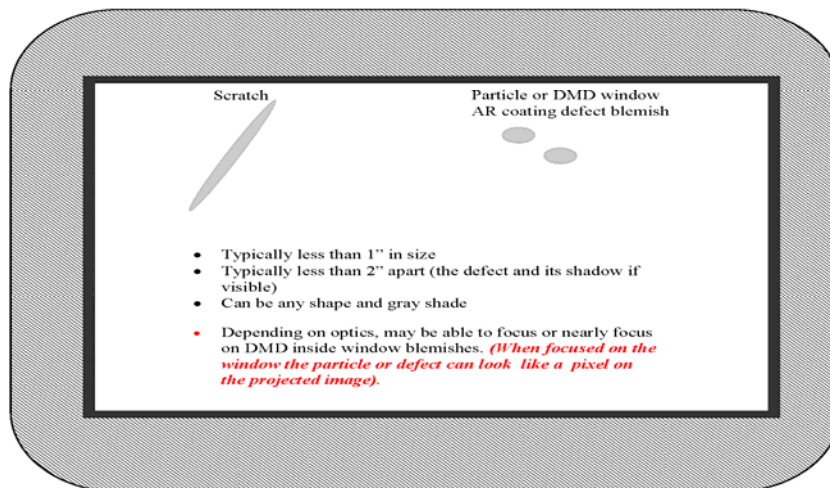 Scratch
Particle or DMD window
AR coating defect blemish
• Typically less than 1” in size
• Typically less than 2” apart (the defect and its shadow if
visible)
• Can be any shape and gray shade
• Depending on optics, may be able to focus or nearly focus
on DMD inside window blemishes. (When focused on the
window the particle or defect can look like a pixel on
the projected image).